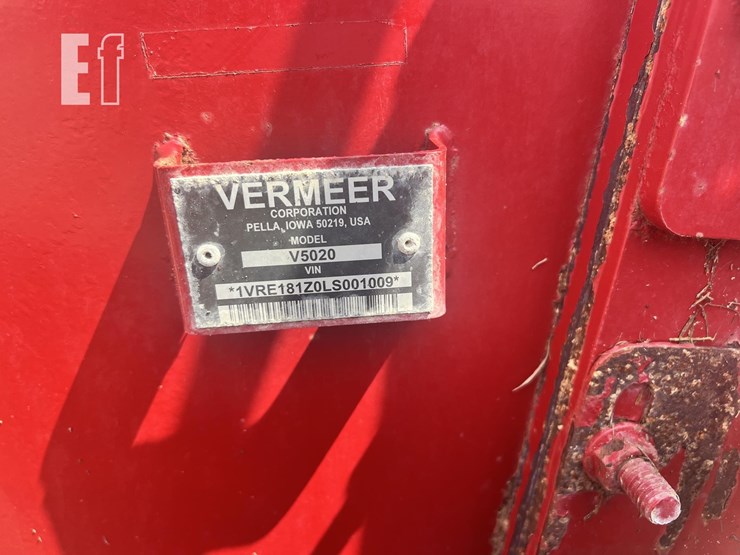 Ef
VERMEER
CORPORATION
PELLA, IOWA 50219, USA
MODEL
V5020
VIN
*1VRE181Z0LS001009*